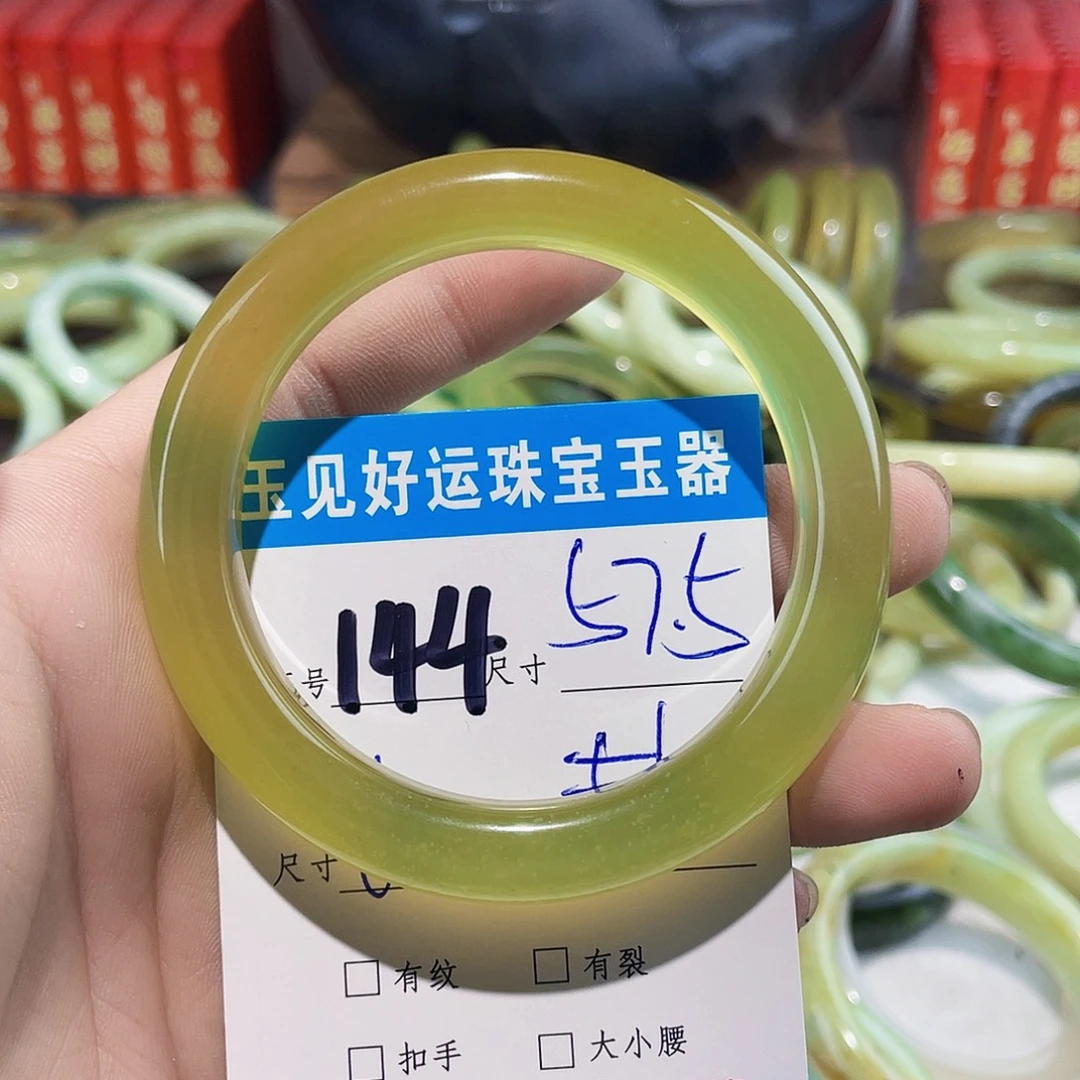 玉见好运珠宝玉器
号 144 尺寸 57.5
尺寸
有纹 有裂
扣手 大小腰